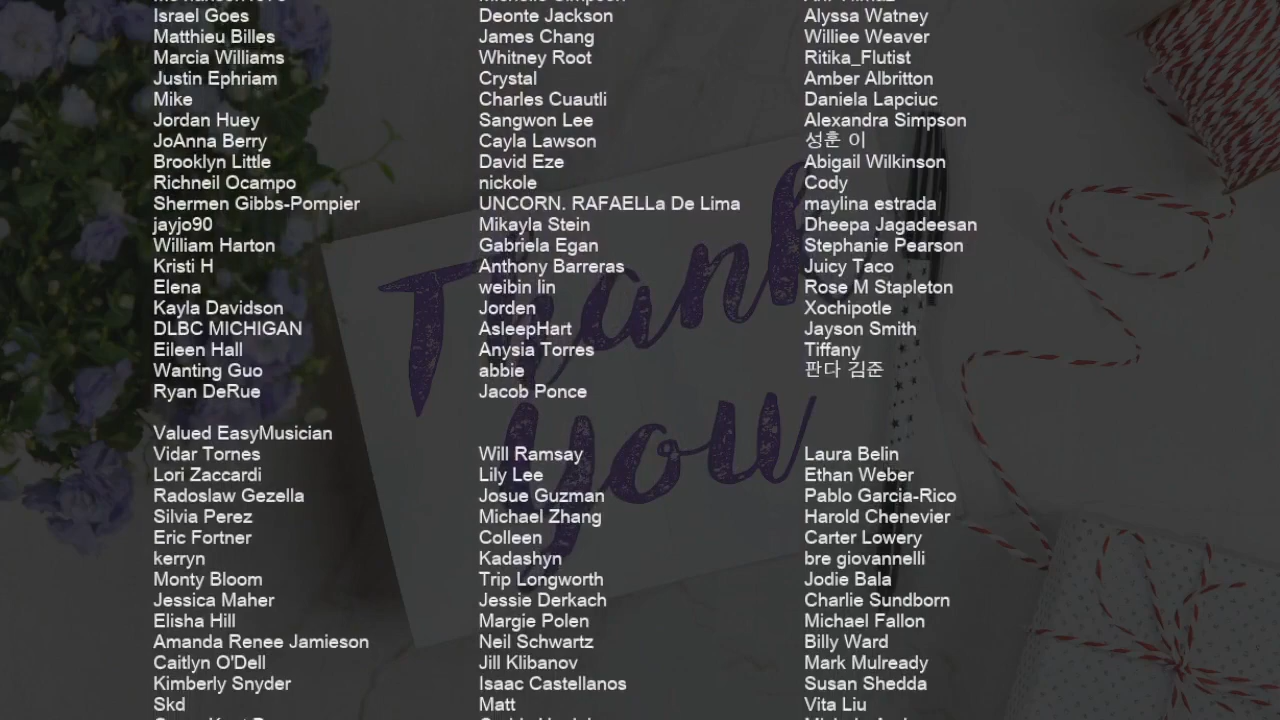 Israel Goes
Deonte Jackson
Alyssa Watney
Matthieu Billes
James Chang
Williee Weaver
Marcia Williams
Whitney Root
Ritika_Flutist
Justin Ephriam
Crystal
Amber Albritton
Mike
Charles Cuautli
Daniela Lapciuc
Jordan Huey
Sangwon Lee
Alexandra Simpson
JoAnna Berry
Cayla Lawson
성훈 이
Brooklyn Little
David Eze
Abigail Wilkinson
Richneil Ocampo
nickole
Cody
Shermen Gibbs-Pompier
UNCORN. RAFAELLa De Lima
maylina estrada
jayjo90
Mikayla Stein
Dheepa Jagadeesan
William Harton
Gabriela Egan
Stephanie Pearson
Kristi H
Anthony Barreras
Juicy Taco
Elena
weibin lin
Rose M Stapleton
Kayla Davidson
Jorden
Xochipotle
DLBC MICHIGAN
AsleepHart
Jayson Smith
Eileen Hall
Anysia Torres
Tiffany
Wanting Guo
abbie
판다 김준
Ryan DeRue
Jacob Ponce
Thank
you
Valued EasyMusician
Vidar Tornes
Will Ramsay
Laura Belin
Lori Zaccardi
Lily Lee
Ethan Weber
Radoslaw Gezella
Josue Guzman
Pablo Garcia-Rico
Silvia Perez
Michael Zhang
Harold Chenevier
Eric Fortner
Colleen
Carter Lowery
kerryn
Kadashyn
bre giovannelli
Monty Bloom
Trip Longworth
Jodie Bala
Jessica Maher
Jessie Derkach
Charlie Sundborn
Elisha Hill
Margie Polen
Michael Fallon
Amanda Renee Jamieson
Neil Schwartz
Billy Ward
Caitlyn O'Dell
Jill Klibanov
Mark Mulready
Kimberly Snyder
Isaac Castellanos
Susan Shedda
Skd
Matt
Vita Liu